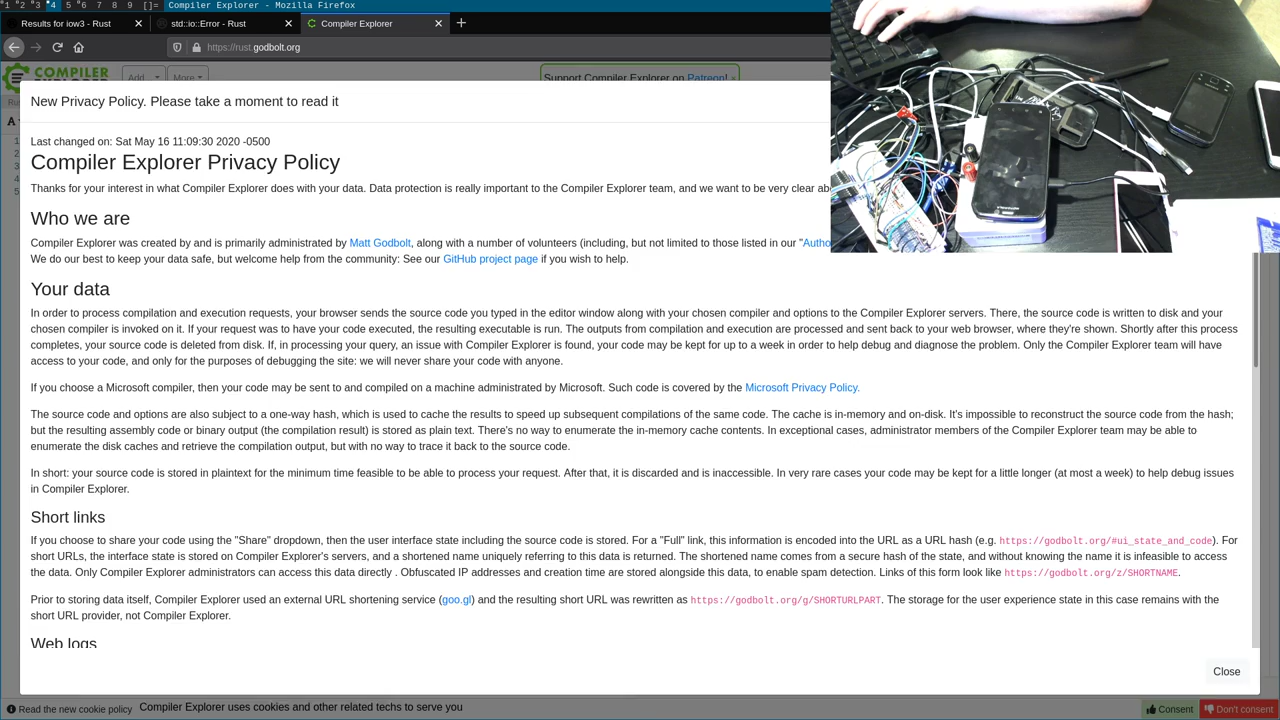 1 2 3 4 5 6 7 8 9 []= Compiler Explorer - Mozilla Firefox
Results for iow3 - Rust
std::io::Error - Rust
Compiler Explorer
https://rust.godbolt.org
COMPILER
Add...
More
Support Compiler Explorer on Patreon!
New Privacy Policy. Please take a moment to read it
Last changed on: Sat May 16 11:09:30 2020 -0500
Compiler Explorer Privacy Policy
Thanks for your interest in what Compiler Explorer does with your data. Data protection is really important to the Compiler Explorer team, and we want to be very clear
Who we are
Compiler Explorer was created by and is primarily administrated by Matt Godbolt, along with a number of volunteers (including, but not limited to those listed in our "Autho
We do our best to keep your data safe, but welcome help from the community: See our GitHub project page if you wish to help.
Your data
In order to process compilation and execution requests, your browser sends the source code you typed in the editor window along with your chosen compiler and options to the Compiler Explorer servers. There, the source code is written to disk and your
chosen compiler is invoked on it. If your request was to have your code executed, the resulting executable is run. The outputs from compilation and execution are processed and sent back to your web browser, where they're shown. Shortly after this process
completes, your source code is deleted from disk. If, in processing your query, an issue with Compiler Explorer is found, your code may be kept for up to a week in order to help debug and diagnose the problem. Only the Compiler Explorer team will have
access to your code, and only for the purposes of debugging the site: we will never share your code with anyone.
If you choose a Microsoft compiler, then your code may be sent to and compiled on a machine administrated by Microsoft. Such code is covered by the Microsoft Privacy Policy.
The source code and options are also subject to a one-way hash, which is used to cache the results to speed up subsequent compilations of the same code. The cache is in-memory and on-disk. It's impossible to reconstruct the source code from the hash;
but the resulting assembly code or binary output (the compilation result) is stored as plain text. There's no way to enumerate the in-memory cache contents. In exceptional cases, administrator members of the Compiler Explorer team may be able to
enumerate the disk caches and retrieve the compilation output, but with no way to trace it back to the source code.
In short: your source code is stored in plaintext for the minimum time feasible to be able to process your request. After that, it is discarded and is inaccessible. In very rare cases your code may be kept for a little longer (at most a week) to help debug issues
in Compiler Explorer.
Short links
If you choose to share your code using the "Share" dropdown, then the user interface state including the source code is stored. For a "Full" link, this information is encoded into the URL as a URL hash (e.g. https://godbolt.org/#ui_state_and_code). For
short URLs, the interface state is stored on Compiler Explorer's servers, and a shortened name uniquely referring to this data is returned. The shortened name comes from a secure hash of the state, and without knowing the name it is infeasible to access
the data. Only Compiler Explorer administrators can access this data directly . Obfuscated IP addresses and creation time are stored alongside this data, to enable spam detection. Links of this form look like https://godbolt.org/z/SHORTNAME.
Prior to storing data itself, Compiler Explorer used an external URL shortening service (goo.gl) and the resulting short URL was rewritten as https://godbolt.org/g/SHORTURLPART. The storage for the user experience state in this case remains with the
short URL provider, not Compiler Explorer.
Web logs
Close
Read the new cookie policy Compiler Explorer uses cookies and other related techs to serve you
Consent
Don't consent